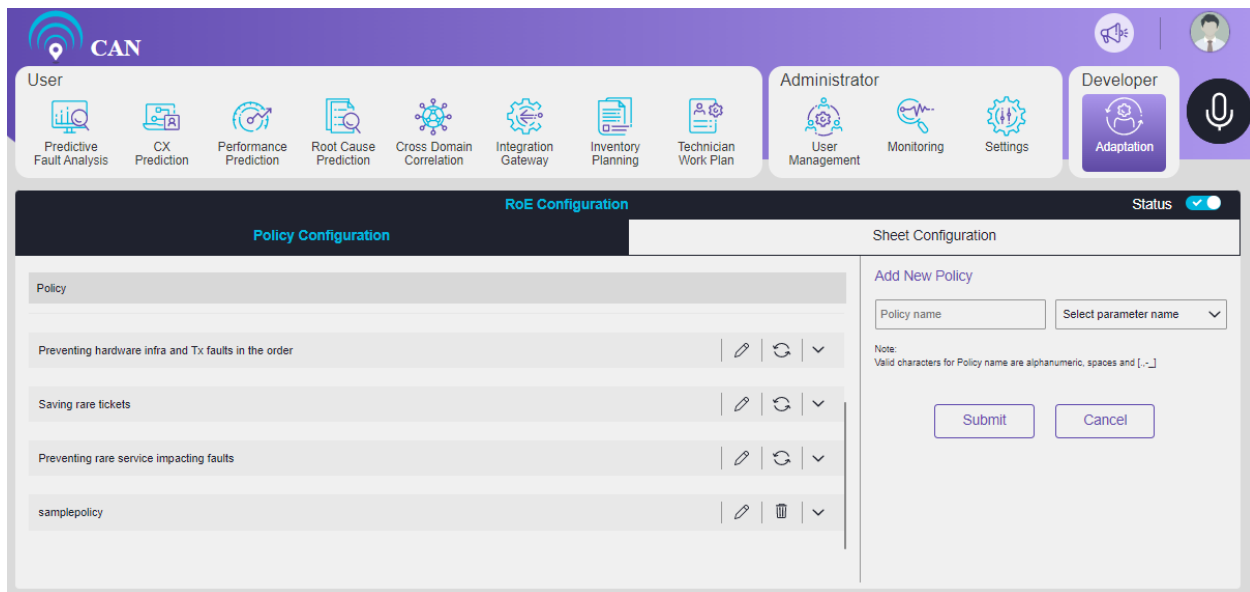 CAN
User
Administrator
Developer
Predictive
Fault Analysis
CX
Prediction
Performance
Prediction
Root Cause
Prediction
Cross Domain
Correlation
Integration
Gateway
Inventory
Planning
Technician
Work Plan
User
Management
Monitoring
Settings
Adaptation
RoE Configuration
Status
Policy Configuration
Sheet Configuration
Policy
Preventing hardware infra and Tx faults in the order
Saving rare tickets
Preventing rare service impacting faults
samplepolicy
Add New Policy
Policy name
Select parameter name
Note:
Valid characters for Policy name are alphanumeric, spaces and [.,-_]
Submit
Cancel